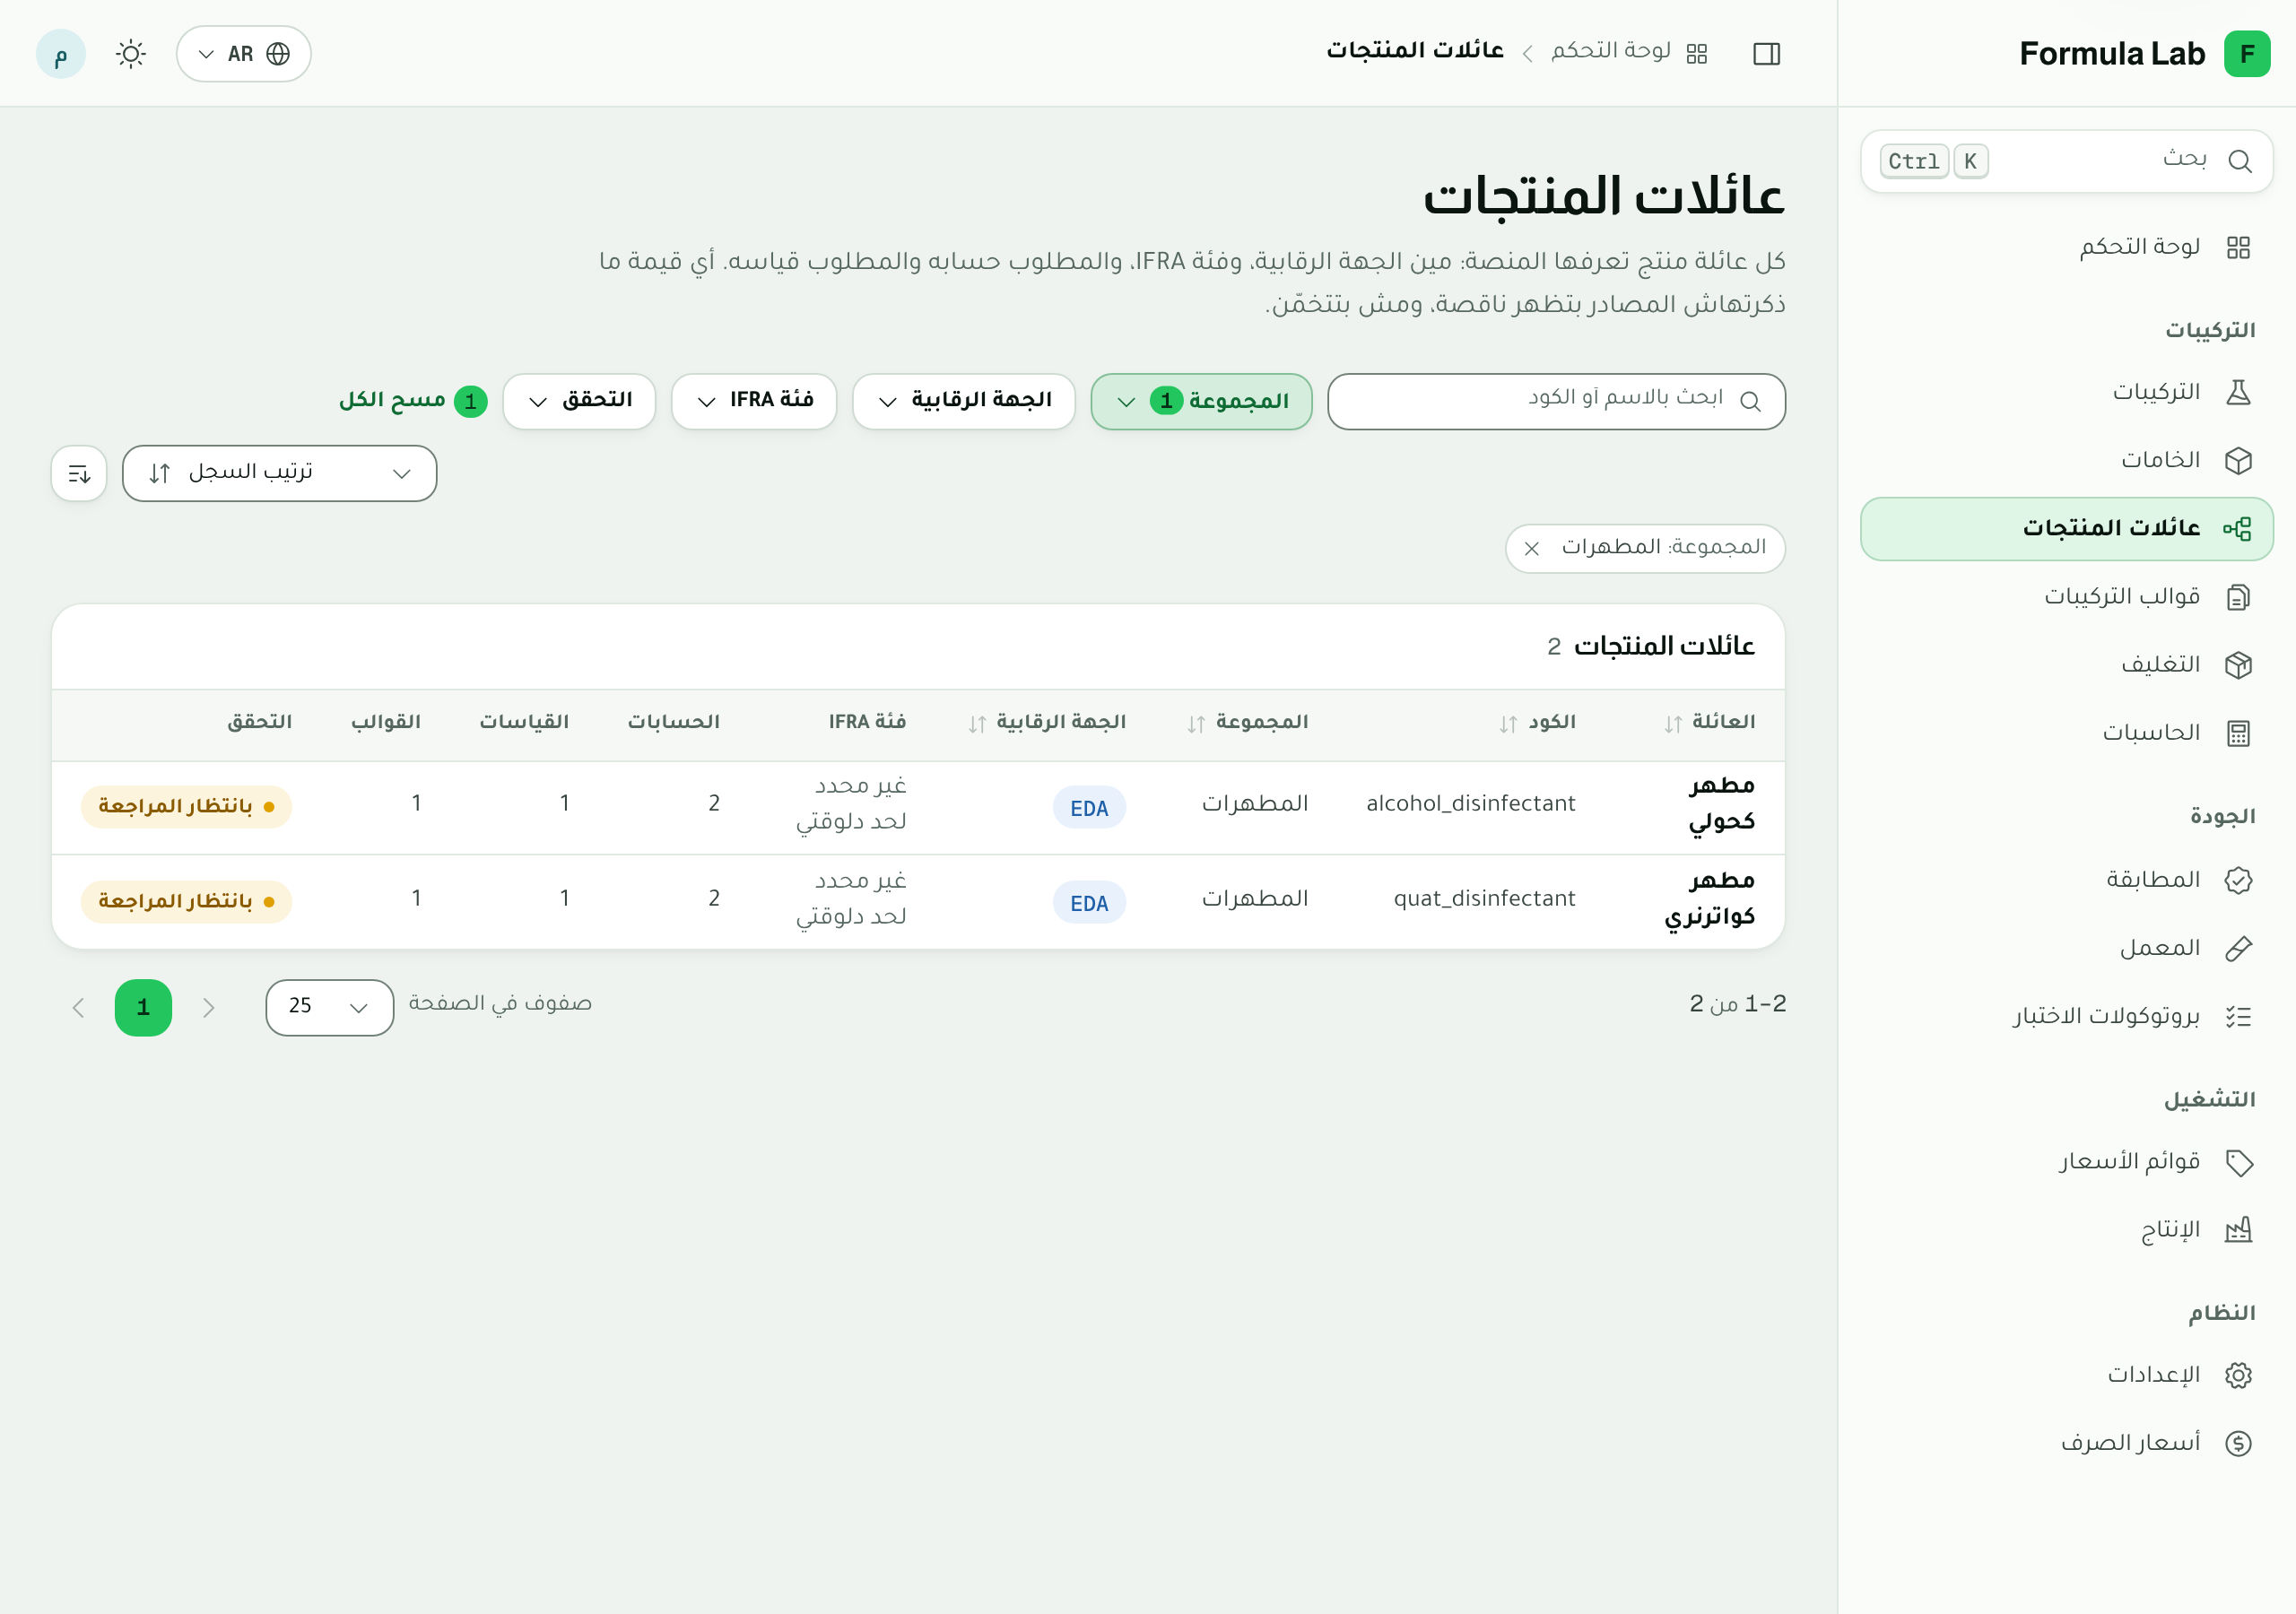 F Formula Lab
بحث Ctrl K
لوحة التحكم
التركيبات
التركيبات
الخامات
عائلات المنتجات
قوالب التركيبات
التغليف
الحاسبات
الجودة
المطابقة
المعمل
بروتوكولات الاختبار
التشغيل
قوائم الأسعار
الإنتاج
النظام
الإعدادات
أسعار الصرف
لوحة التحكم عائلات المنتجات
AR
م
عائلات المنتجات
كل عائلة منتج تعرفها المنصة: مين الجهة الرقابية، وفئة IFRA، والمطلوب حسابه والمطلوب قياسه. أي قيمة ما
ذكرتهاش المصادر بتظهر ناقصة، ومش بتتخمّن.
ابحث بالاسم أو الكود المجموعة 1 الجهة الرقابية فئة IFRA التحقق 1 مسح الكل
ترتيب السجل
المجموعة: المطهرات
عائلات المنتجات 2
العائلة الكود المجموعة الجهة الرقابية فئة IFRA الحسابات القياسات القوالب التحقق
مطهر كحولي alcohol_disinfectant المطهرات EDA غير محدد لحد دلوقتي 2 1 1 بانتظار المراجعة
مطهر كواترنري quat_disinfectant المطهرات EDA غير محدد لحد دلوقتي 2 1 1 بانتظار المراجعة
1–2 من 2
صفوف في الصفحة 25
1